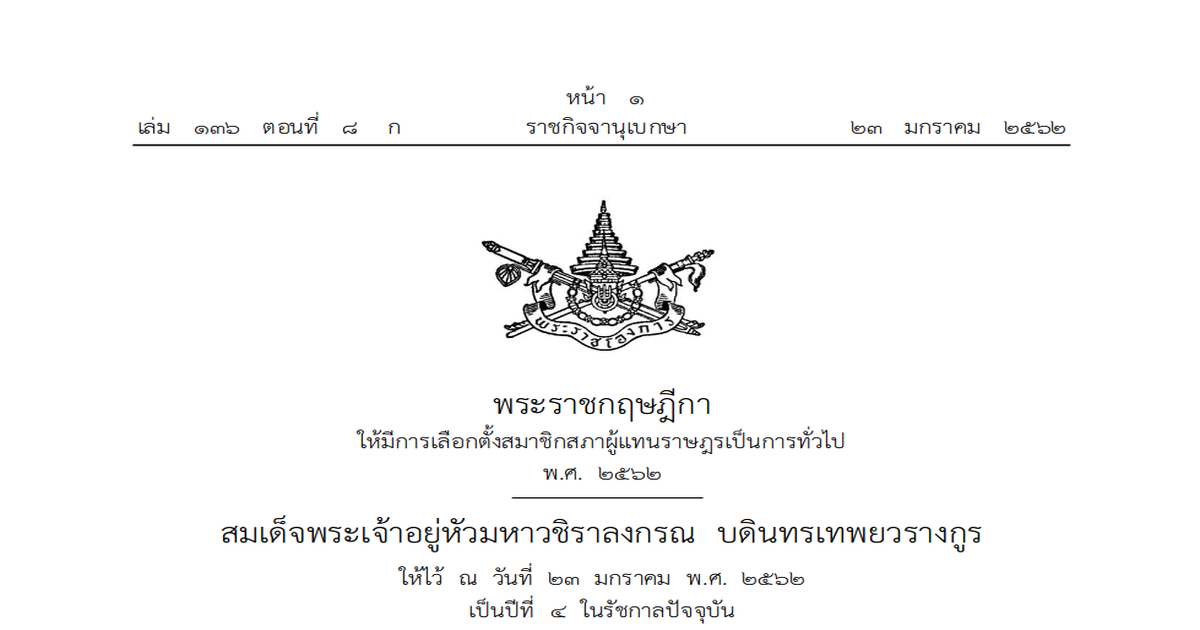 หน้า ๑
เล่ม ๑๓๖ ตอนที่ ๘ ก ราชกิจจานุเบกษา ๒๓ มกราคม ๒๕๖๒
พระราชโองการ
พระราชกฤษฎีกา
ให้มีการเลือกตั้งสมาชิกสภาผู้แทนราษฎรเป็นการทั่วไป
พ.ศ. ๒๕๖๒
สมเด็จพระเจ้าอยู่หัวมหาวชิราลงกรณ บดินทรเทพยวรางกูร
ให้ไว้ ณ วันที่ ๒๓ มกราคม พ.ศ. ๒๕๖๒
เป็นปีที่ ๔ ในรัชกาลปัจจุบัน